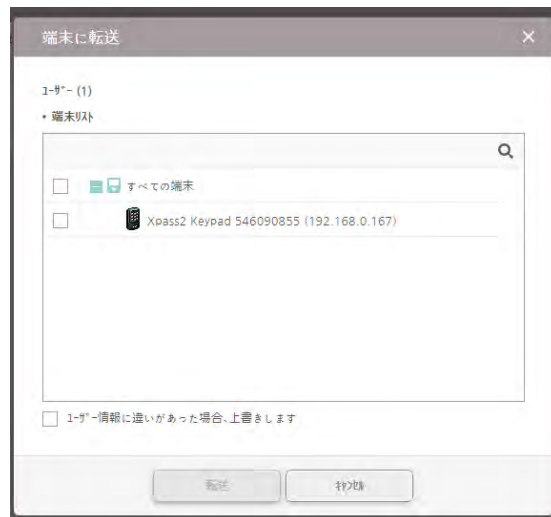 端末に転送
ﾕｰｻﾞｰ (1)
• 端末ﾘｽﾄ
すべての端末
Xpass2 Keypad 546090855 (192.168.0.167)
ﾕｰｻﾞｰ情報に違いがあった場合､上書きします
転送
ｷｬﾝｾﾙ